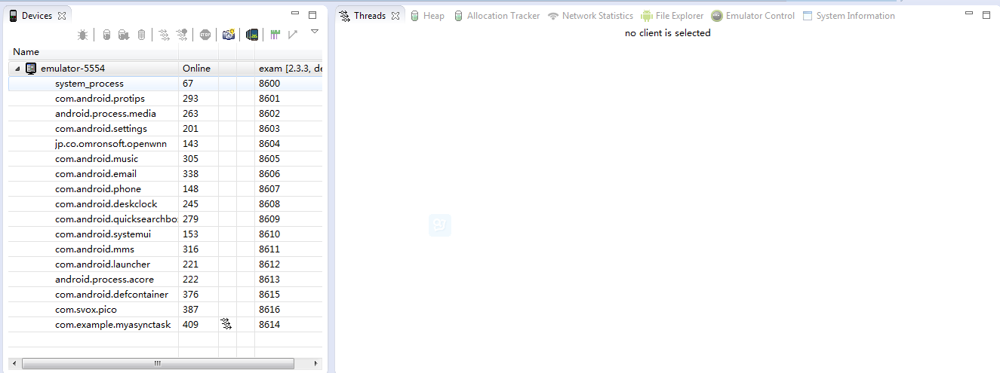 Devices
Threads Heap Allocation Tracker Network Statistics File Explorer Emulator Control System Information
no client is selected
STOP
Name
emulator-5554 Online exam [2.3.3, de
system_process 67 8600
com.android.protips 293 8601
android.process.media 263 8602
com.android.settings 201 8603
jp.co.omronsoft.openwnn 143 8604
com.android.music 305 8605
com.android.email 338 8606
com.android.phone 148 8607
com.android.deskclock 245 8608
com.android.quicksearchbo 279 8609
com.android.systemui 153 8610
com.android.mms 316 8611
com.android.launcher 221 8612
android.process.acore 222 8613
com.android.defcontainer 376 8615
com.svox.pico 387 8616
com.example.myasynctask 409 8614